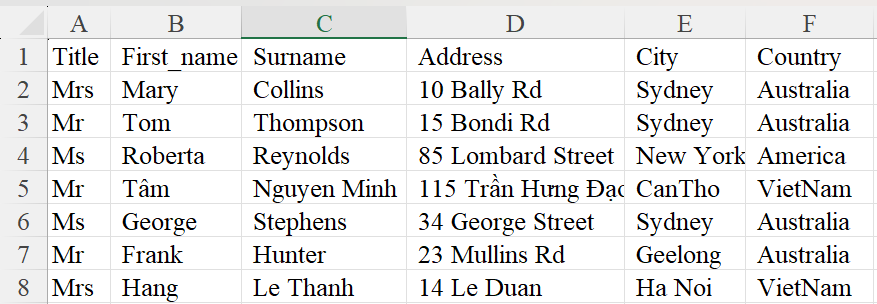 A B C D E F
1 Title First_name Surname Address City Country
2 Mrs Mary Collins 10 Bally Rd Sydney Australia
3 Mr Tom Thompson 15 Bondi Rd Sydney Australia
4 Ms Roberta Reynolds 85 Lombard Street New York America
5 Mr Tâm Nguyen Minh 115 Trần Hưng Đạo CanTho VietNam
6 Ms George Stephens 34 George Street Sydney Australia
7 Mr Frank Hunter 23 Mullins Rd Geelong Australia
8 Mrs Hang Le Thanh 14 Le Duan Ha Noi VietNam